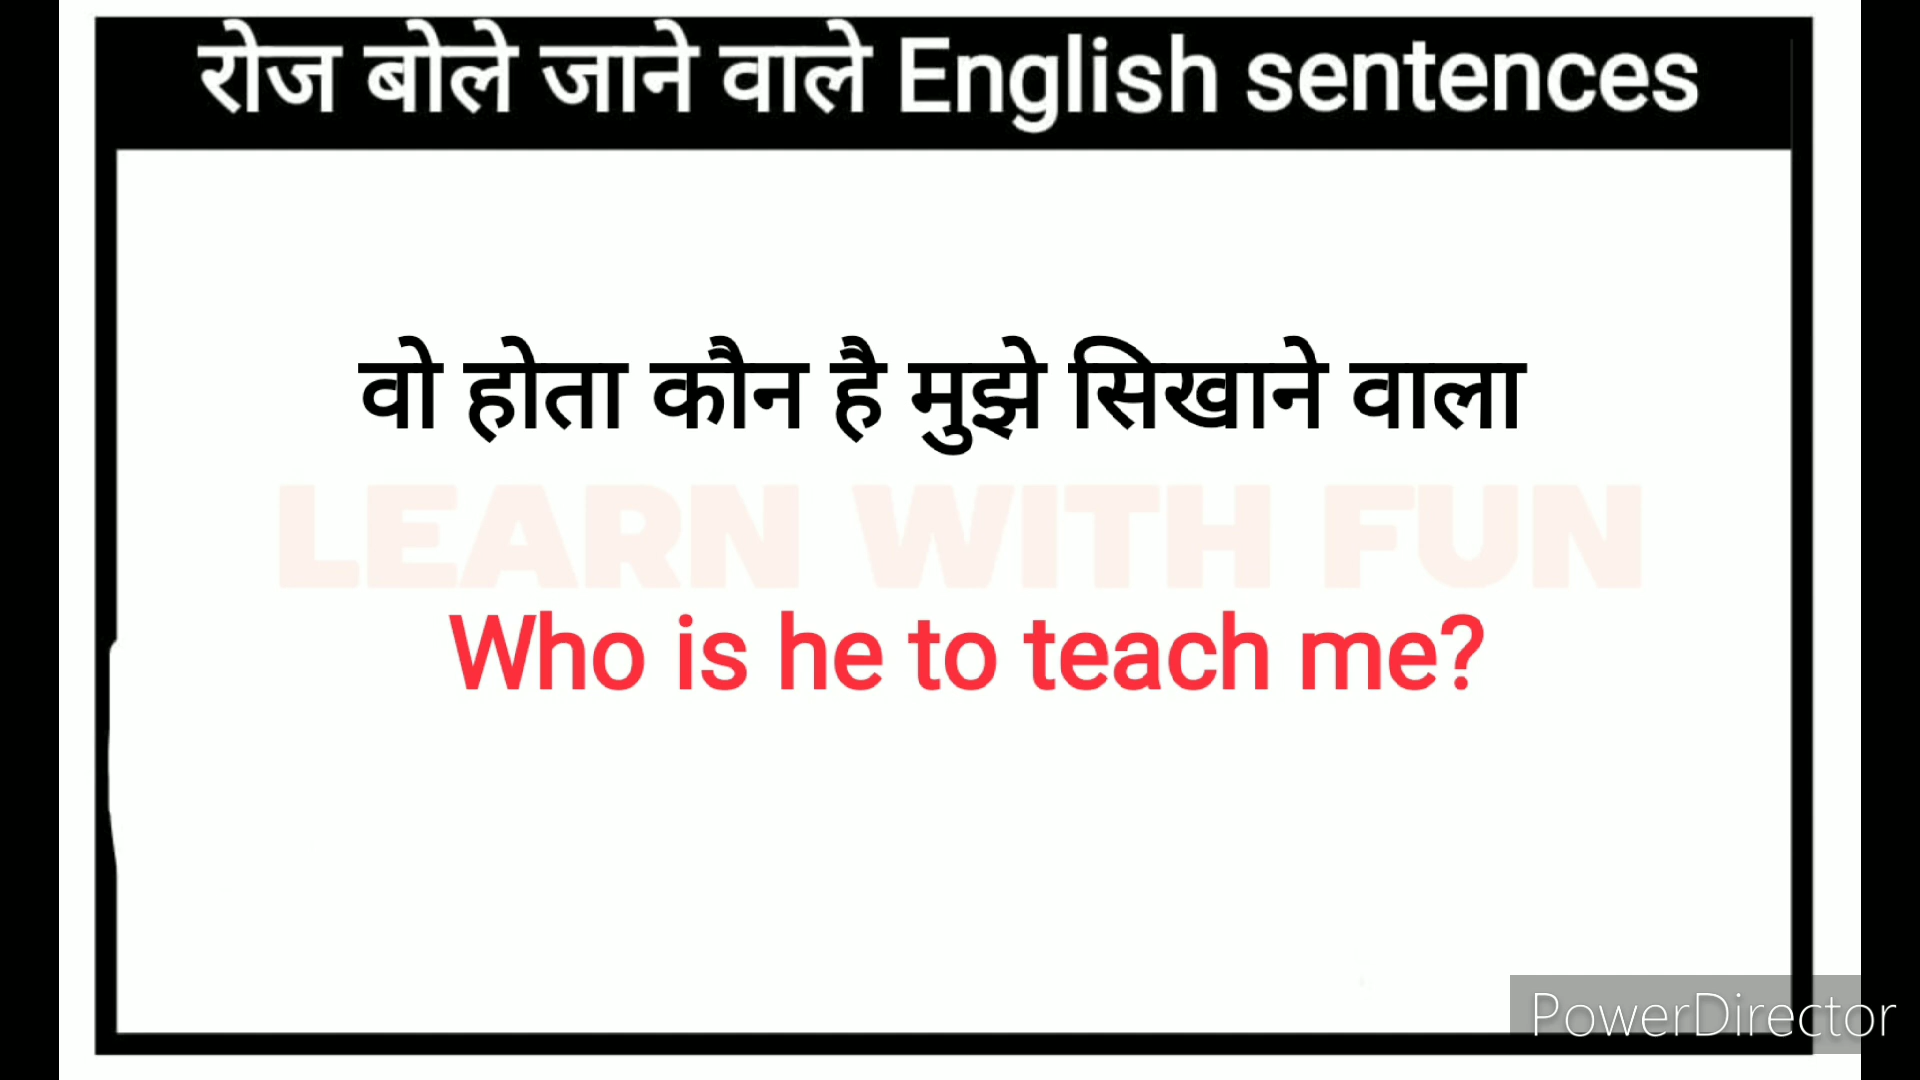 रोज बोले जाने वाले English sentences
वो होता कौन है मुझे सिखाने वाला
LEARN WITH FUN
Who is he to teach me?
PowerDirector